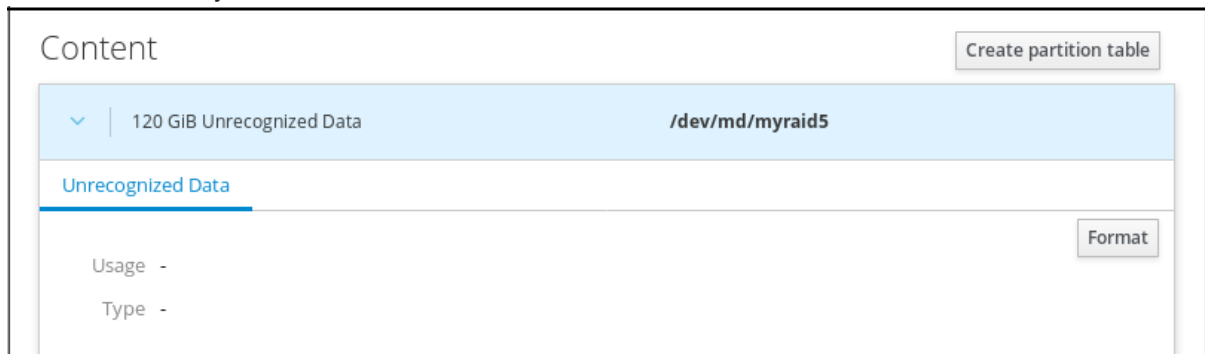 Content
Create partition table
120 GiB Unrecognized Data /dev/md/myraid5
Unrecognized Data
Format
Usage -
Type -